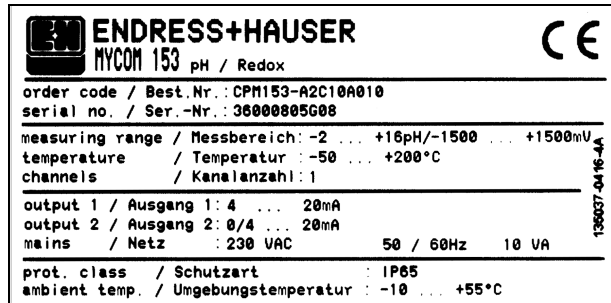 ENDRESS+HAUSER
MYCOM 153 pH / Redox
CE
order code / Best.Nr.: CPM153-A2C10A010
serial no. / Ser.-Nr.: 36000805G08
measuring range / Messbereich: -2 ... +16pH/-1500 ... +1500mV
temperature / Temperatur : -50 ... +200°C
channels / Kanalanzahl: 1
output 1 / Ausgang 1: 4 ... 20mA
output 2 / Ausgang 2: 0/4 ... 20mA
mains / Netz : 230 VAC 50 / 60Hz 10 VA
prot. class / Schutzart : IP65
ambient temp. / Umgebungstemperatur : -10 ... +55°C
135037-0416-4A